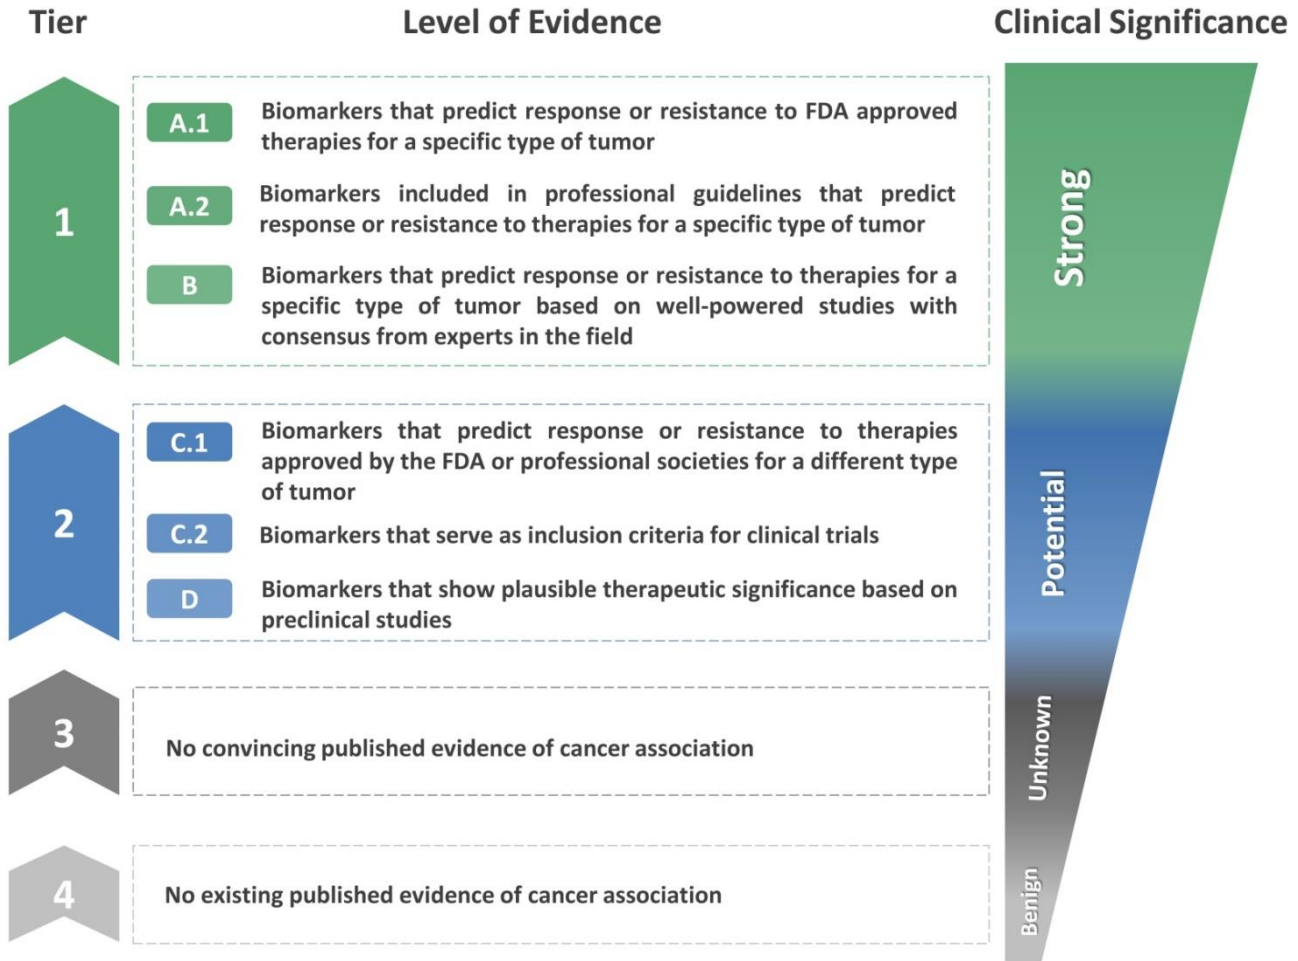 Tier
Level of Evidence
Clinical Significance
1
A.1
Biomarkers that predict response or resistance to FDA approved
therapies for a specific type of tumor
A.2
Biomarkers included in professional guidelines that predict
response or resistance to therapies for a specific type of tumor
B
Biomarkers that predict response or resistance to therapies for a
specific type of tumor based on well-powered studies with
consensus from experts in the field
Strong
2
C.1
Biomarkers that predict response or resistance to therapies
approved by the FDA or professional societies for a different type
of tumor
C.2
Biomarkers that serve as inclusion criteria for clinical trials
D
Biomarkers that show plausible therapeutic significance based on
preclinical studies
Potential
3
No convincing published evidence of cancer association
Unknown
4
No existing published evidence of cancer association
Benign